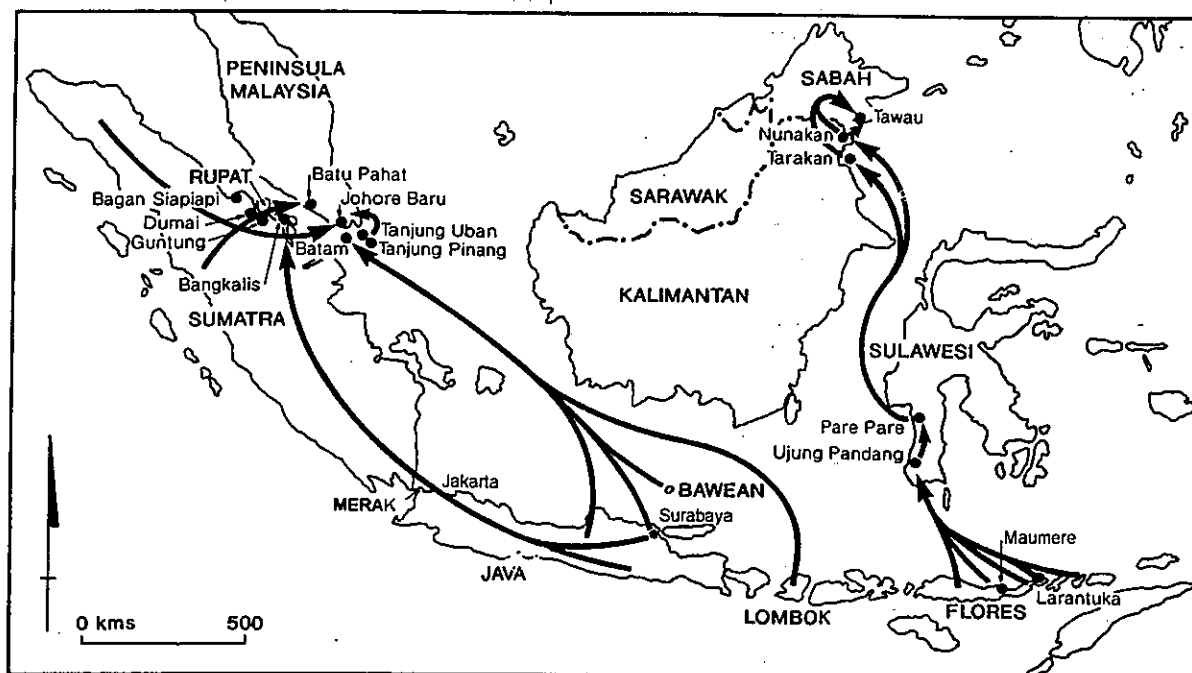 PENINSULA
MALAYSIA
SABAH
Tawau
Nunakan
Tarakan
RUPAT
Batu Pahat
Bagan Siapiapi
Johore Baru
SARAWAK
Dumai
Guntung
Tanjung Uban
Batam
Tanjung Pinang
Bangkalis
KALIMANTAN
SUMATRA
SULAWESI
Pare Pare
Ujung Pandang
Jakarta
BAWEAN
MERAK
Surabaya
Maumere
JAVA
Larantuka
LOMBOK
FLORES
0 kms 500